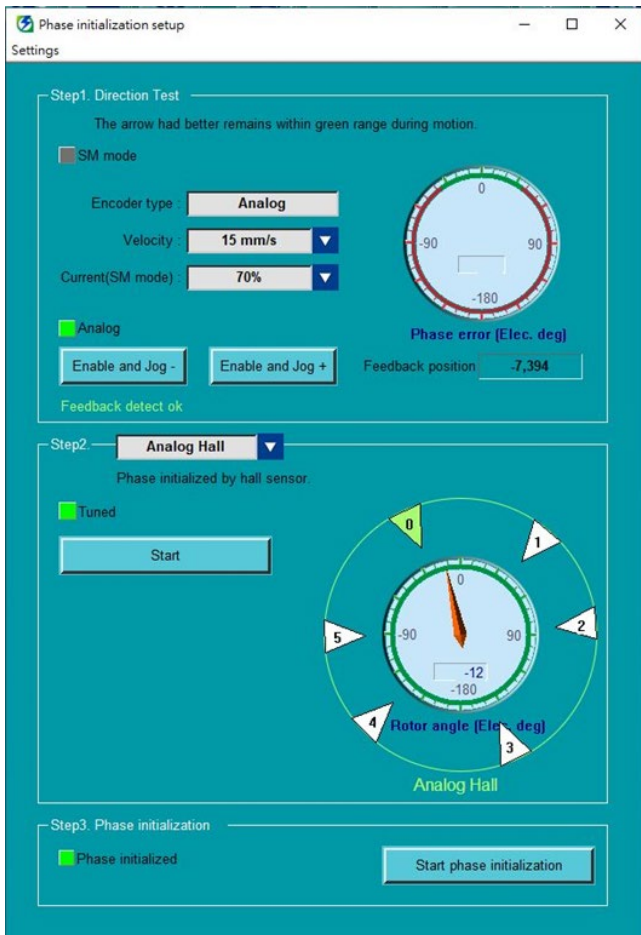 Phase initialization setup
Settings
Step1. Direction Test
The arrow had better remains within green range during motion.
SM mode
Encoder type : Analog
Velocity : 15 mm/s
Current(SM mode) : 70%
0
-90 90
-180
Phase error (Elec. deg)
Analog
Enable and Jog - Enable and Jog + Feedback position: -7,394
Feedback detect ok
Step2. Analog Hall
Phase initialized by hall sensor.
Tuned
Start
0
1
2
3
4
5
0
-90 90
-12
-180
Rotor angle (Elec. deg)
Analog Hall
Step3. Phase initialization
Phase initialized
Start phase initialization